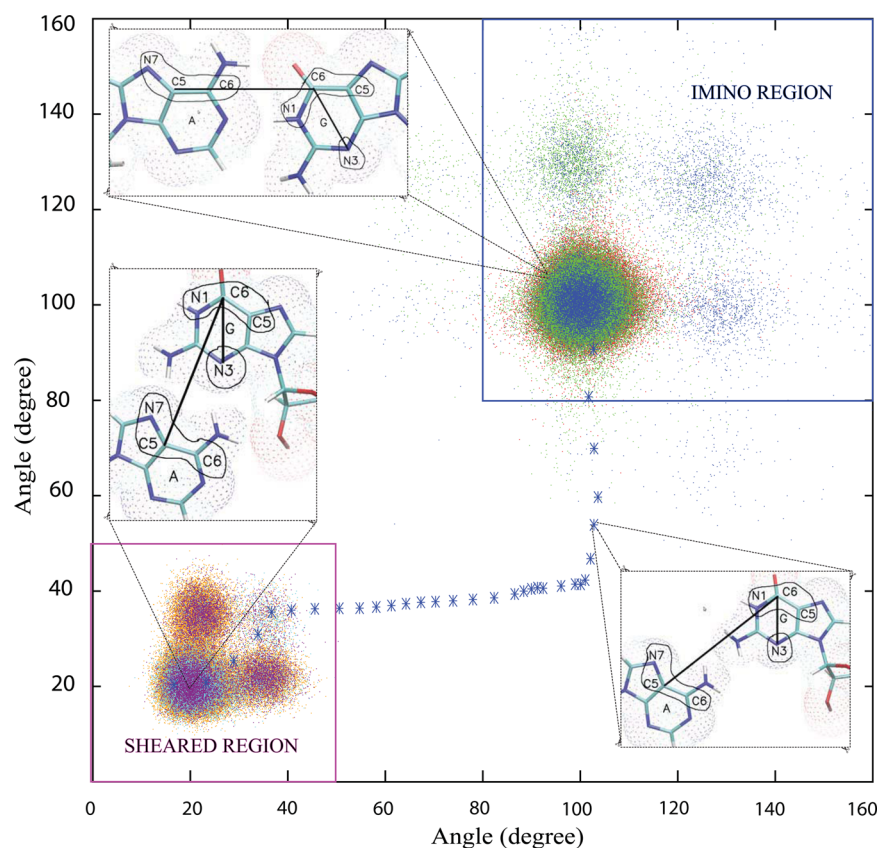 160
140
120
100
80
60
40
20
0
20
40
60
80
100
120
140
160
Angle (degree)
Angle (degree)
IMINO REGION
SHEARED REGION
N7
C5
C6
A
C6
N1
C5
G
N3
N1
C6
C5
G
N3
N7
C5
C6
A
N1
C6
C5
G
N3
N7
C5
C6
A